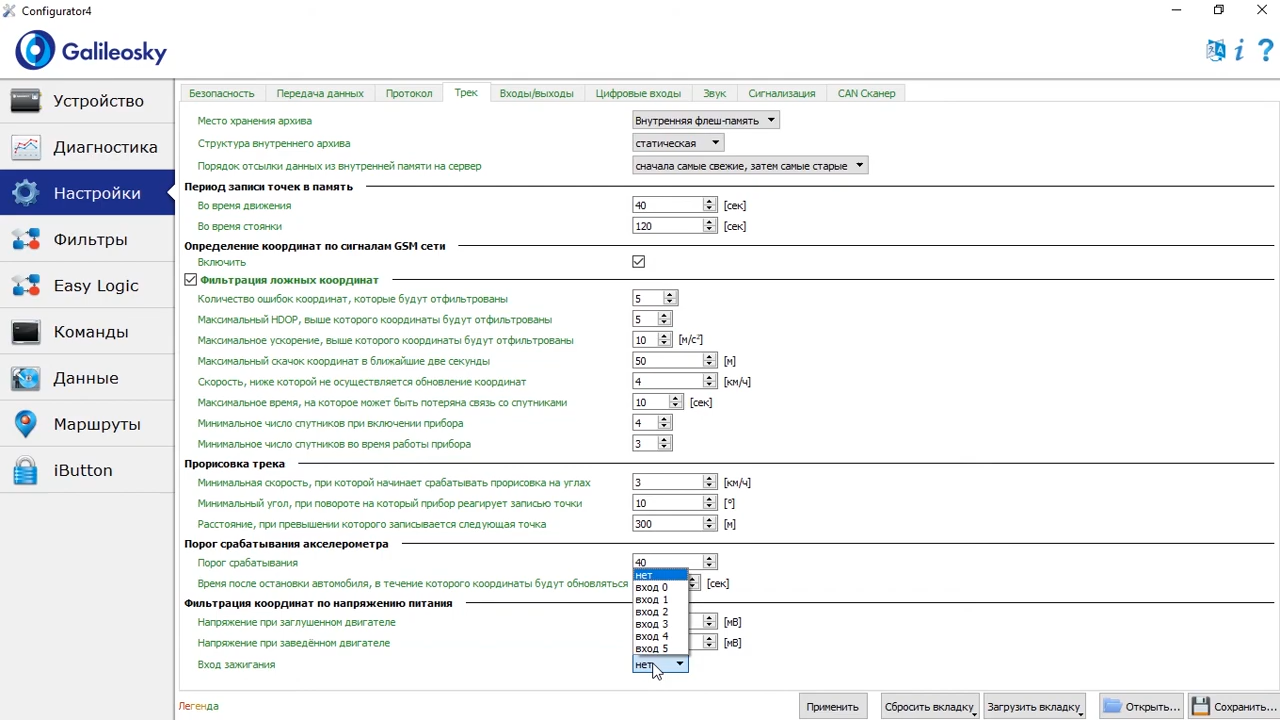 Configurator4
Galileosky
Устройство
Диагностика
Настройки
Фильтры
Easy Logic
Команды
Данные
Маршруты
iButton
Безопасность Передача данных Протокол Трек Входы/выходы Цифровые входы Звук Сигнализация CAN Сканер
Место хранения архива Внутренняя флеш-память
Структура внутреннего архива статическая
Порядок отсылки данных из внутренней памяти на сервер сначала самые свежие, затем самые старые
Период записи точек в память
Во время движения 40 [сек]
Во время стоянки 120 [сек]
Определение координат по сигналам GSM сети
Включить
Фильтрация ложных координат
Количество ошибок координат, которые будут отфильтрованы 5
Максимальный HDOP, выше которого координаты будут отфильтрованы 5
Максимальное ускорение, выше которого координаты будут отфильтрованы 10 [м/с²]
Максимальный скачок координат в ближайшие две секунды 50 [м]
Скорость, ниже которой не осуществляется обновление координат 4 [км/ч]
Максимальное время, на которое может быть потеряна связь со спутниками 10 [сек]
Минимальное число спутников при включении прибора 4
Минимальное число спутников во время работы прибора 3
Прорисовка трека
Минимальная скорость, при которой начинает срабатывать прорисовка на углах 3 [км/ч]
Минимальный угол, при повороте на который прибор реагирует записью точки 10 [°]
Расстояние, при превышении которого записывается следующая точка 300 [м]
Порог срабатывания акселерометра
Порог срабатывания 40
Время после остановки автомобиля, в течение которого координаты будут обновляться [сек]
Фильтрация координат по напряжению питания
Напряжение при заглушенном двигателе [мВ]
Напряжение при заведённом двигателе [мВ]
Вход зажигания нет
нет
вход 0
вход 1
вход 2
вход 3
вход 4
вход 5
Легенда
Применить Сбросить вкладку Загрузить вкладку Открыть... Сохранить...